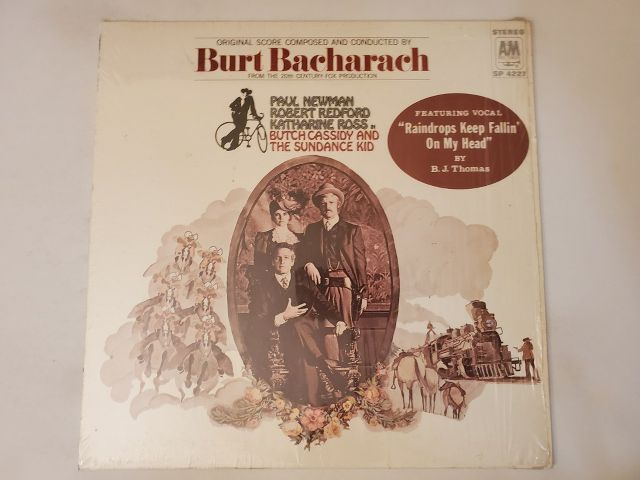 ORIGINAL SCORE COMPOSED AND CONDUCTED BY
Burt Bacharach
FROM THE 20th CENTURY-FOX PRODUCTION
STEREO
A&M
SP 4227
PAUL NEWMAN
ROBERT REDFORD
KATHARINE ROSS in
BUTCH CASSIDY AND
THE SUNDANCE KID
FEATURING VOCAL
"Raindrops Keep Fallin'
On My Head"
BY
B. J. Thomas